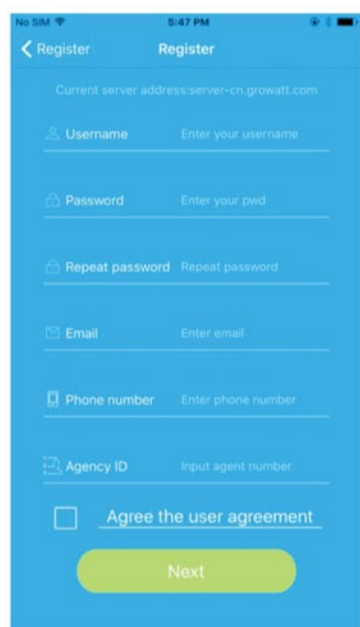 No SIM 5:47 PM
Register Register
Current server address:server-cn.growatt.com
Username Enter your username
Password Enter your pwd
Repeat password Repeat password
Email Enter email
Phone number Enter phone number
Agency ID Input agent number
Agree the user agreement
Next